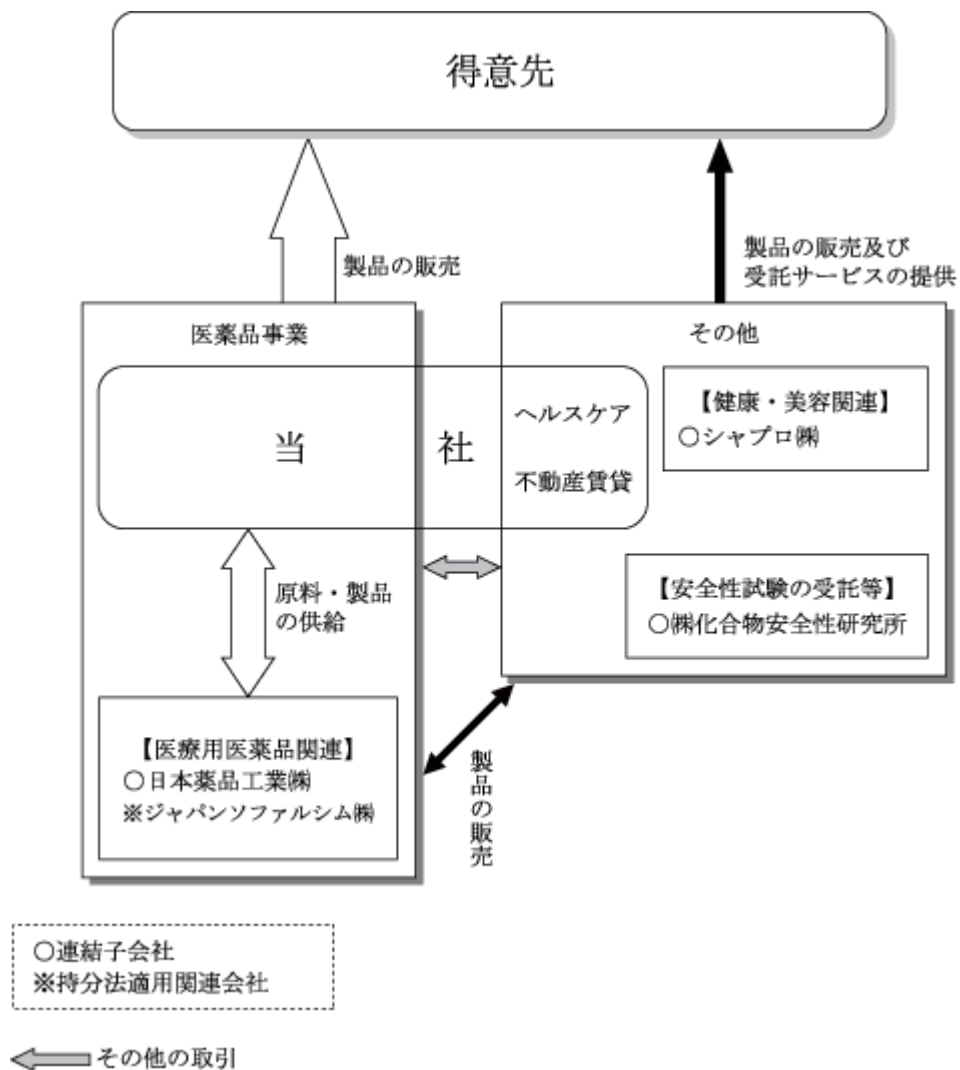 得意先
製品の販売
製品の販売及び
受託サービスの提供
医薬品事業
その他
当社
ヘルスケア
不動産賃貸
【健康・美容関連】
○シャプロ㈱
原料・製品
の供給
【安全性試験の受託等】
○㈱化合物安全性研究所
【医療用医薬品関連】
○日本薬品工業㈱
※ジャパンソファルシム㈱
製品の販売
○連結子会社
※持分法適用関連会社
その他の取引